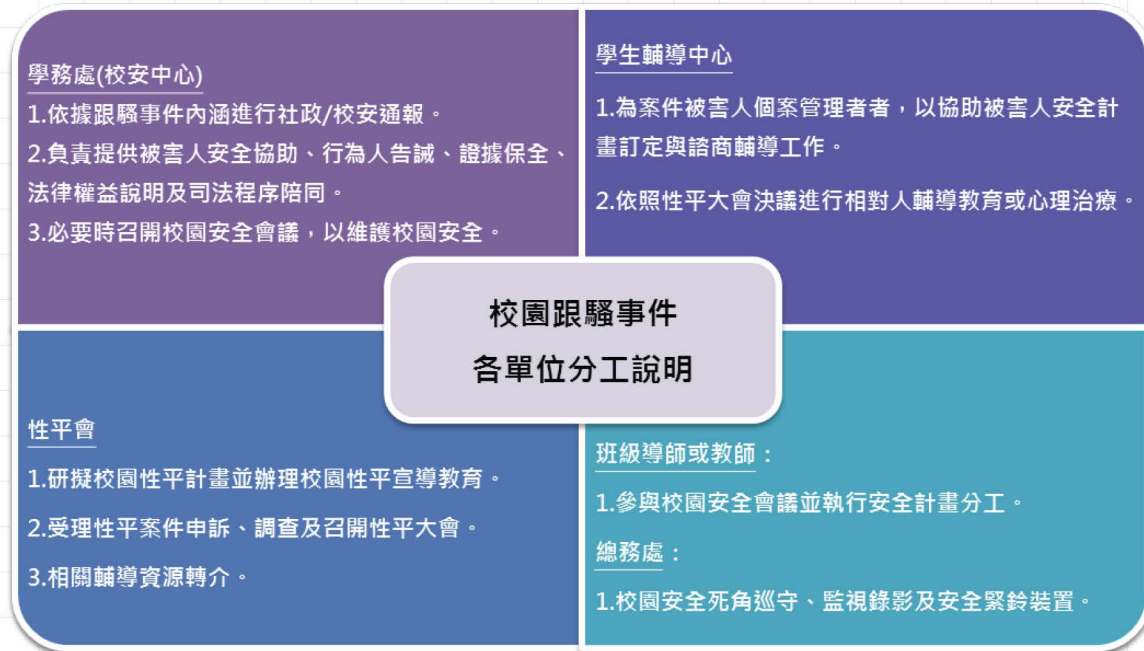 學務處(校安中心)
1.依據跟騷事件內涵進行社政/校安通報。
2.負責提供被害人安全協助、行為人告誡、證據保全、
法律權益說明及司法程序陪同。
3.必要時召開校園安全會議，以維護校園安全。
學生輔導中心
1.為案件被害人個案管理者者，以協助被害人安全計
畫訂定與諮商輔導工作。
2.依照性平大會決議進行相對人輔導教育或心理治療。
校園跟騷事件
各單位分工說明
性平會
1.研擬校園性平計畫並辦理校園性平宣導教育。
2.受理性平案件申訴、調查及召開性平大會。
3.相關輔導資源轉介。
班級導師或教師：
1.參與校園安全會議並執行安全計畫分工。
總務處：
1.校園安全死角巡守、監視錄影及安全緊鈴裝置。